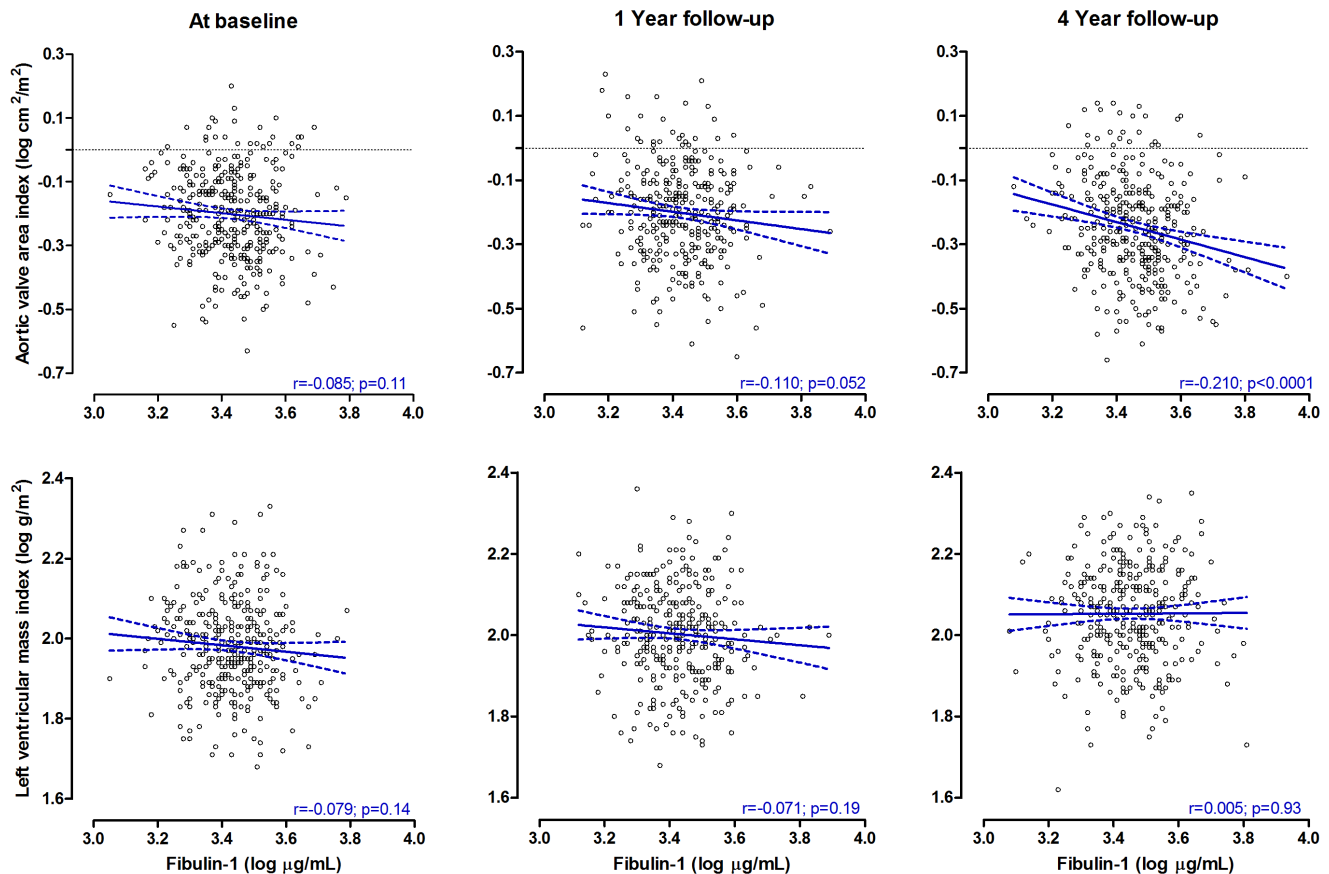 At baseline
1 Year follow-up
4 Year follow-up
Aortic valve area index (log cm²/m²)
0.3
0.1
-0.1
-0.3
-0.5
-0.7
r=-0.085; p=0.11
3.0 3.2 3.4 3.6 3.8 4.0
0.3
0.1
-0.1
-0.3
-0.5
-0.7
r=-0.110; p=0.052
3.0 3.2 3.4 3.6 3.8 4.0
0.3
0.1
-0.1
-0.3
-0.5
-0.7
r=-0.210; p<0.0001
3.0 3.2 3.4 3.6 3.8 4.0
Left ventricular mass index (log g/m²)
2.4
2.2
2.0
1.8
1.6
r=-0.079; p=0.14
3.0 3.2 3.4 3.6 3.8 4.0
Fibulin-1 (log µg/mL)
2.4
2.2
2.0
1.8
1.6
r=-0.071; p=0.19
3.0 3.2 3.4 3.6 3.8 4.0
Fibulin-1 (log µg/mL)
2.4
2.2
2.0
1.8
1.6
r=0.005; p=0.93
3.0 3.2 3.4 3.6 3.8 4.0
Fibulin-1 (log µg/mL)